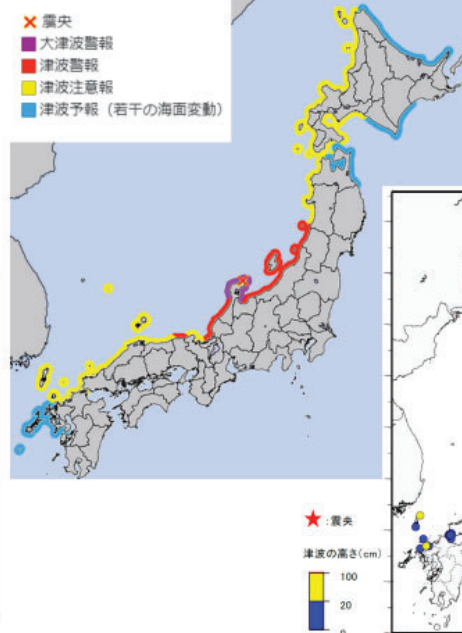 震央
大津波警報
津波警報
津波注意報
津波予報（若干の海面変動）
：震央
津波の高さ(cm)
100
20
0